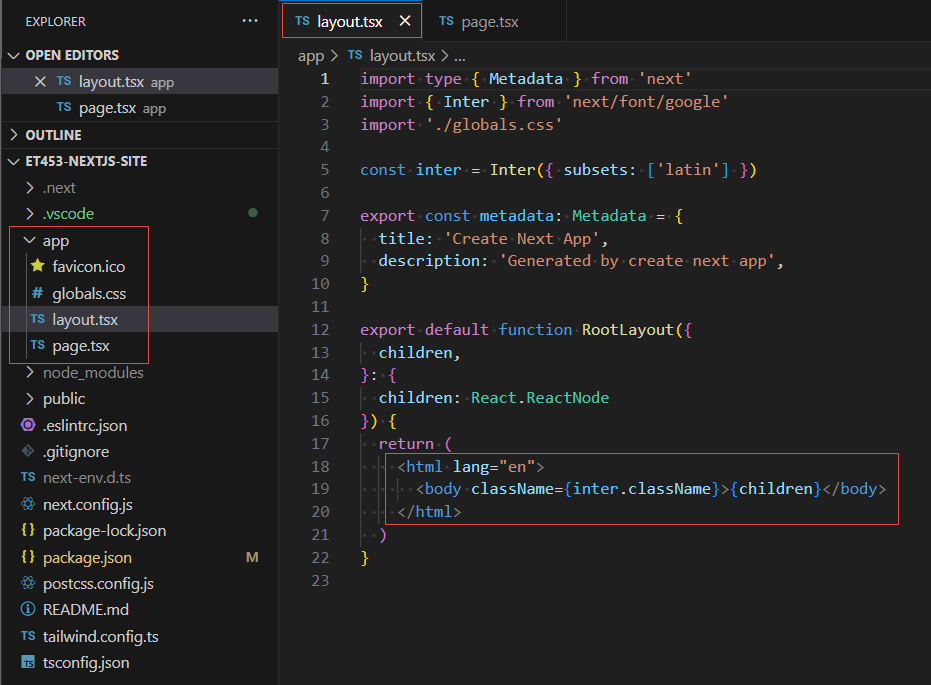 EXPLORER ...
OPEN EDITORS
TS layout.tsx app
TS page.tsx app
OUTLINE
ET453-NEXTJS-SITE
.next
.vscode
app
favicon.ico
# globals.css
TS layout.tsx
TS page.tsx
node_modules
public
.eslintrc.json
.gitignore
TS next-env.d.ts
next.config.js
{} package-lock.json
{} package.json M
postcss.config.js
README.md
TS tailwind.config.ts
TS tsconfig.json
TS layout.tsx TS page.tsx
app > TS layout.tsx > ...
1 import type { Metadata } from 'next'
2 import { Inter } from 'next/font/google'
3 import './globals.css'
4
5 const inter = Inter({ subsets: ['latin'] })
6
7 export const metadata: Metadata = {
8   title: 'Create Next App',
9   description: 'Generated by create next app',
10 }
11
12 export default function RootLayout({
13   children,
14 }: {
15   children: React.ReactNode
16 }) {
17   return (
18     <html lang="en">
19       <body className={inter.className}>{children}</body>
20     </html>
21   )
22 }
23